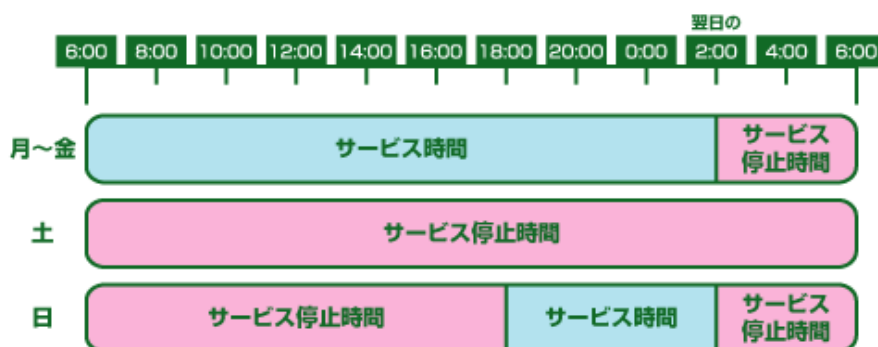 翌日の
6:00 8:00 10:00 12:00 14:00 16:00 18:00 20:00 0:00 2:00 4:00 6:00
月～金 サービス時間 サービス
停止時間
土 サービス停止時間
日 サービス停止時間 サービス時間 サービス
停止時間